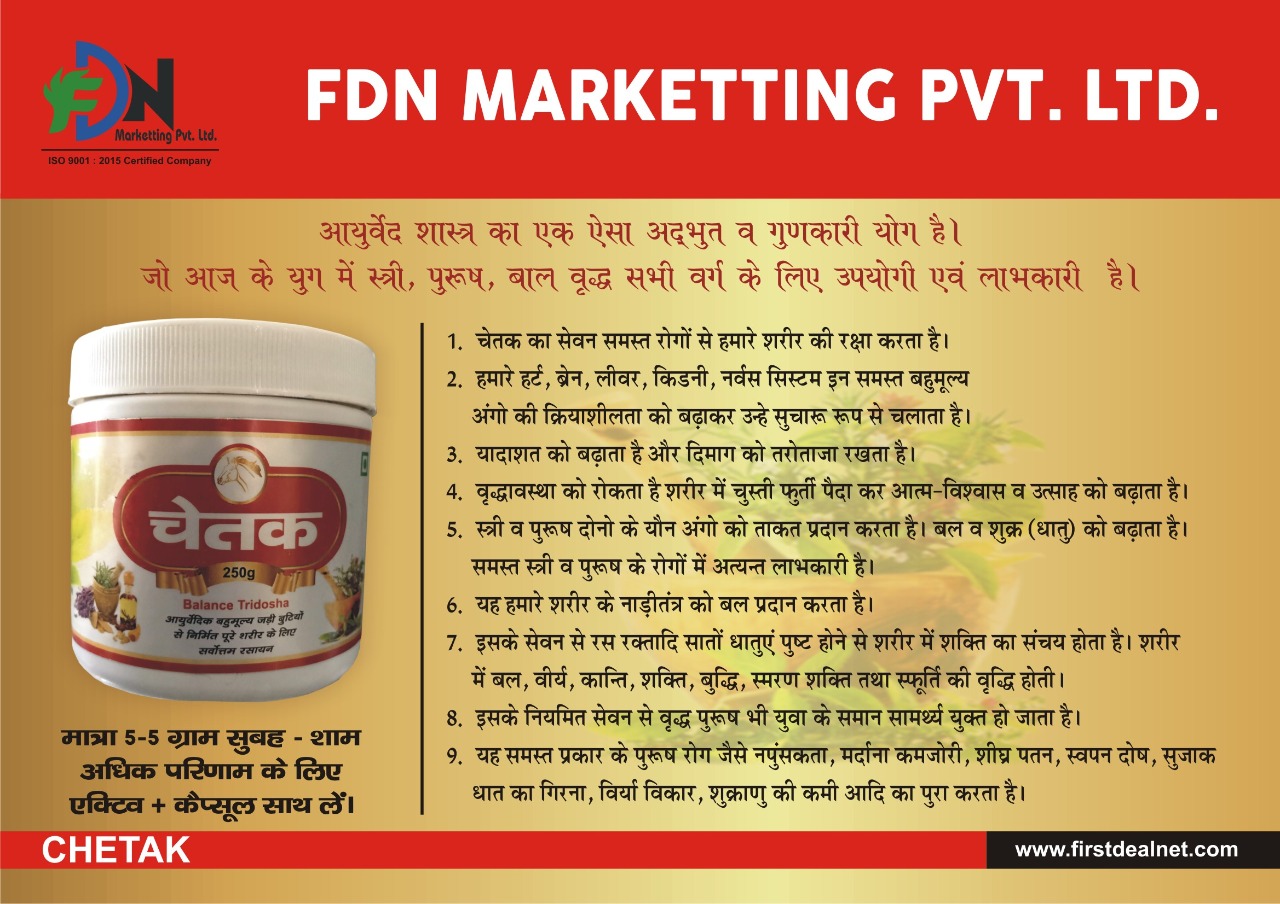 FDN
Marketting Pvt. Ltd.
ISO 9001 : 2015 Certified Company
FDN MARKETTING PVT. LTD.
आयुर्वेद शास्त्र का एक ऐसा अद्भुत व गुणकारी योग है।
जो आज के युग में स्त्री, पुरूष, बाल वृद्ध सभी वर्ग के लिए उपयोगी एवं लाभकारी है।
चेतक
250g
Balance Tridosha
आयुर्वेदिक बहुमूल्य जड़ी बुटियों
से निर्मित पूरे शरीर के लिए
सर्वोत्तम रसायन
मात्रा 5-5 ग्राम सुबह - शाम
अधिक परिणाम के लिए
एक्टिव + कैप्सूल साथ लें।
1. चेतक का सेवन समस्त रोगों से हमारे शरीर की रक्षा करता है।
2. हमारे हर्ट, ब्रेन, लीवर, किडनी, नर्वस सिस्टम इन समस्त बहुमूल्य
अंगो की क्रियाशीलता को बढ़ाकर उन्हे सुचारू रूप से चलाता है।
3. यादाशत को बढ़ाता है और दिमाग को तरोताजा रखता है।
4. वृद्धावस्था को रोकता है शरीर में चुस्ती फुर्ती पैदा कर आत्म-विश्वास व उत्साह को बढ़ाता है।
5. स्त्री व पुरूष दोनो के यौन अंगो को ताकत प्रदान करता है। बल व शुक्र (धातु) को बढ़ाता है।
समस्त स्त्री व पुरूष के रोगों में अत्यन्त लाभकारी है।
6. यह हमारे शरीर के नाड़ीतंत्र को बल प्रदान करता है।
7. इसके सेवन से रस रक्तादि सातों धातुएं पुष्ट होने से शरीर में शक्ति का संचय होता है। शरीर
में बल, वीर्य, कान्ति, शक्ति, बुद्धि, स्मरण शक्ति तथा स्फूर्ति की वृद्धि होती।
8. इसके नियमित सेवन से वृद्ध पुरूष भी युवा के समान सामर्थ्य युक्त हो जाता है।
9. यह समस्त प्रकार के पुरूष रोग जैसे नपुंसकता, मर्दाना कमजोरी, शीघ्र पतन, स्वपन दोष, सुजाक
धात का गिरना, विर्या विकार, शुक्राणु की कमी आदि का पुरा करता है।
CHETAK
www.firstdealnet.com